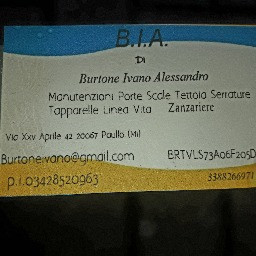 B.I.A.
DI
Burtone Ivano Alessandro
Manutenzioni Porte Scale Tettoia Serrature
Tapparelle Linea Vita Zanzariere
Via Xxv Aprile 42 20067 Paullo (Mi)
Burtoneivano@gmail.com BRTVLS73A06F205D
p.i.03428520963 3388266971